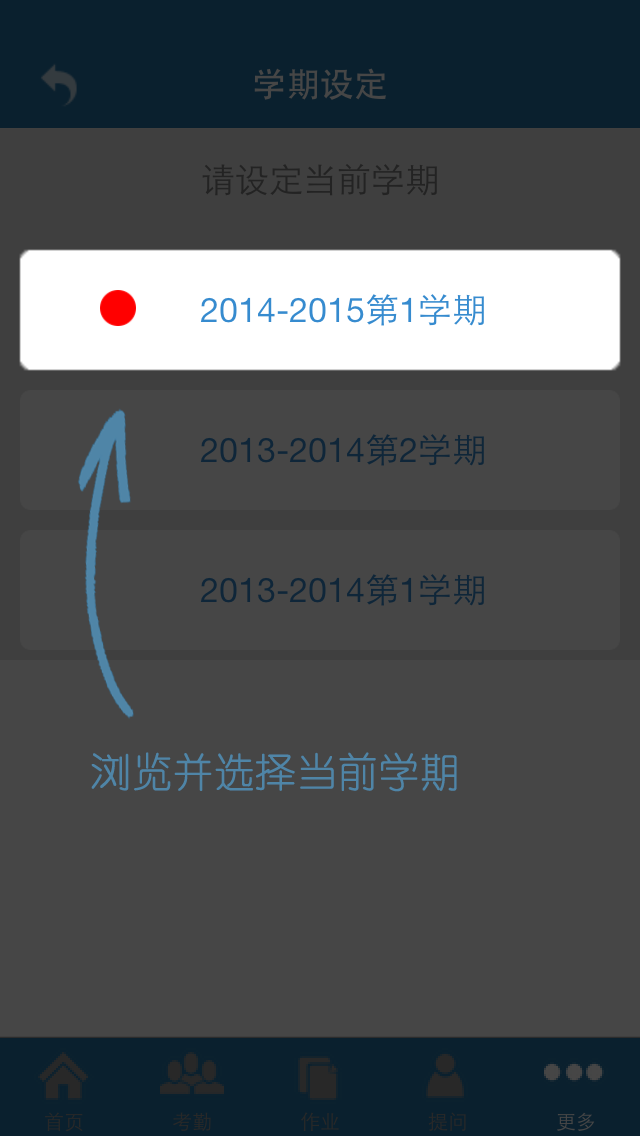 学期设定
请设定当前学期
2014-2015第1学期
2013-2014第2学期
2013-2014第1学期
浏览并选择当前学期
首页 考勤 作业 提问 更多